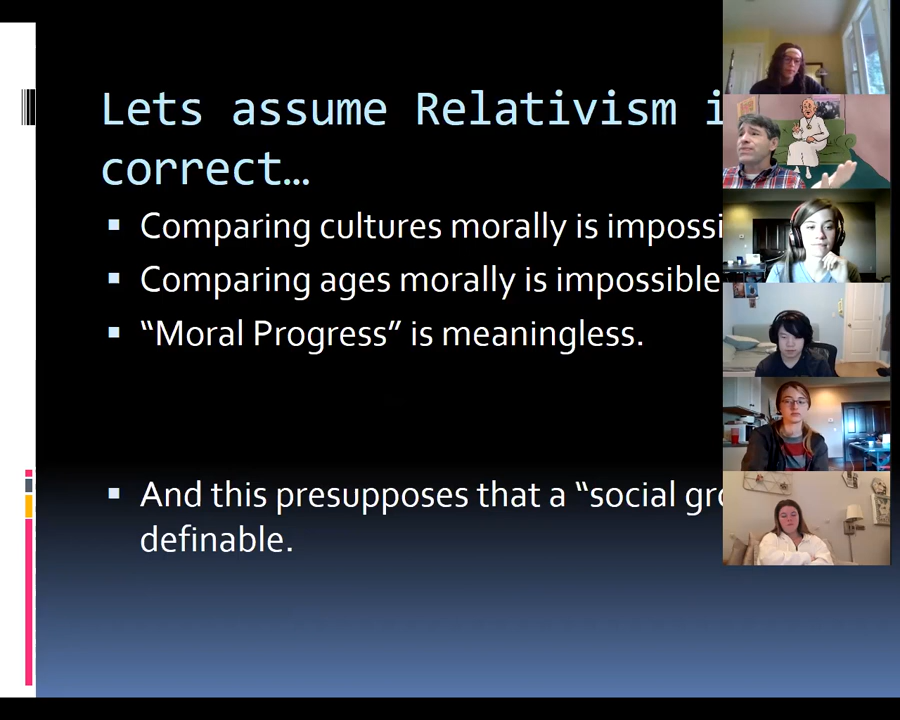 Lets assume Relativism i
correct…
▪ Comparing cultures morally is impossi
▪ Comparing ages morally is impossible
▪ “Moral Progress” is meaningless.
▪ And this presupposes that a “social gro
definable.